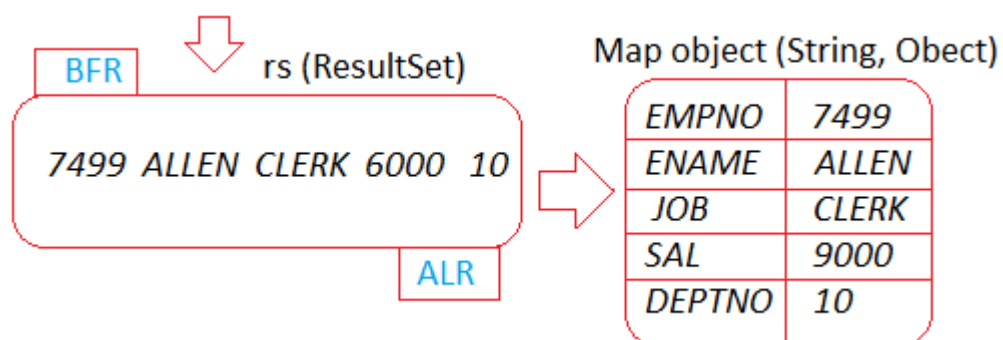 BFR
rs (ResultSet)
7499 ALLEN CLERK 6000 10
ALR
Map object (String, Obect)
EMPNO 7499
ENAME ALLEN
JOB CLERK
SAL 9000
DEPTNO 10